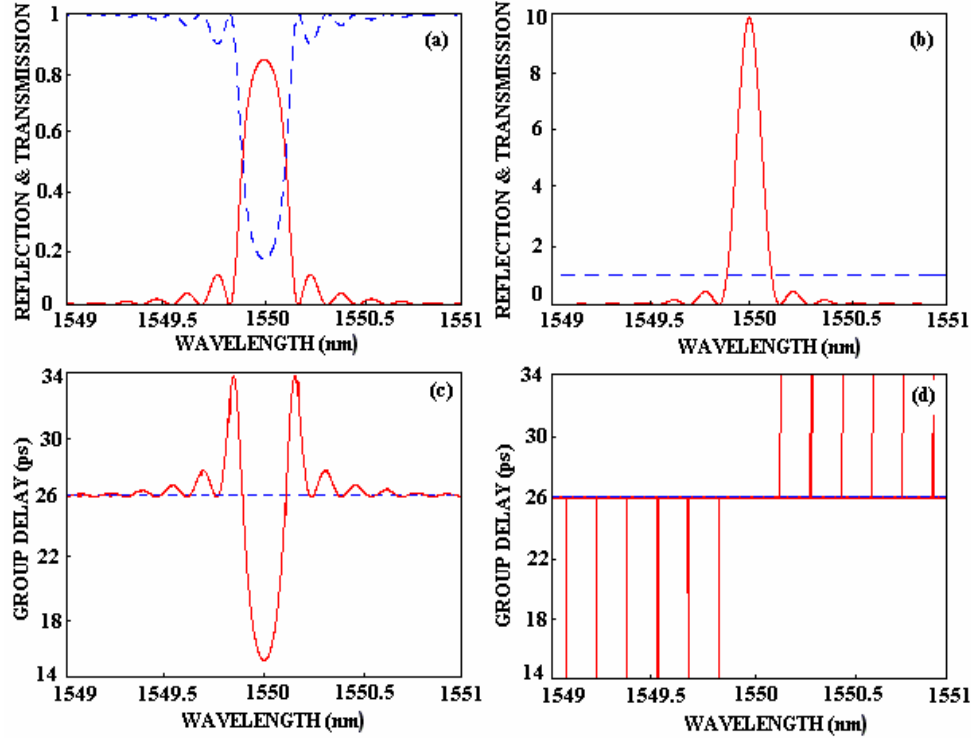 REFLECTION & TRANSMISSION
1
0.8
0.6
0.4
0.2
0
(a)
1549 1549.5 1550 1550.5 1551
WAVELENGTH (nm)
REFLECTION & TRANSMISSION
10
8
6
4
2
0
(b)
1549 1549.5 1550 1550.5 1551
WAVELENGTH (nm)
GROUP DELAY (ps)
34
30
26
22
18
14
(c)
1549 1549.5 1550 1550.5 1551
WAVELENGTH (nm)
GROUP DELAY (ps)
34
30
26
22
18
14
(d)
1549 1549.5 1550 1550.5 1551
WAVELENGTH (nm)